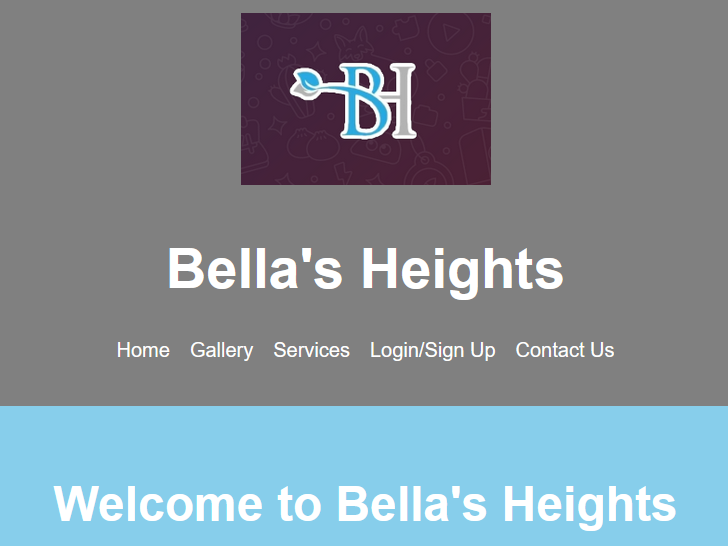 BH
Bella's Heights
Home Gallery Services Login/Sign Up Contact Us
Welcome to Bella's Heights